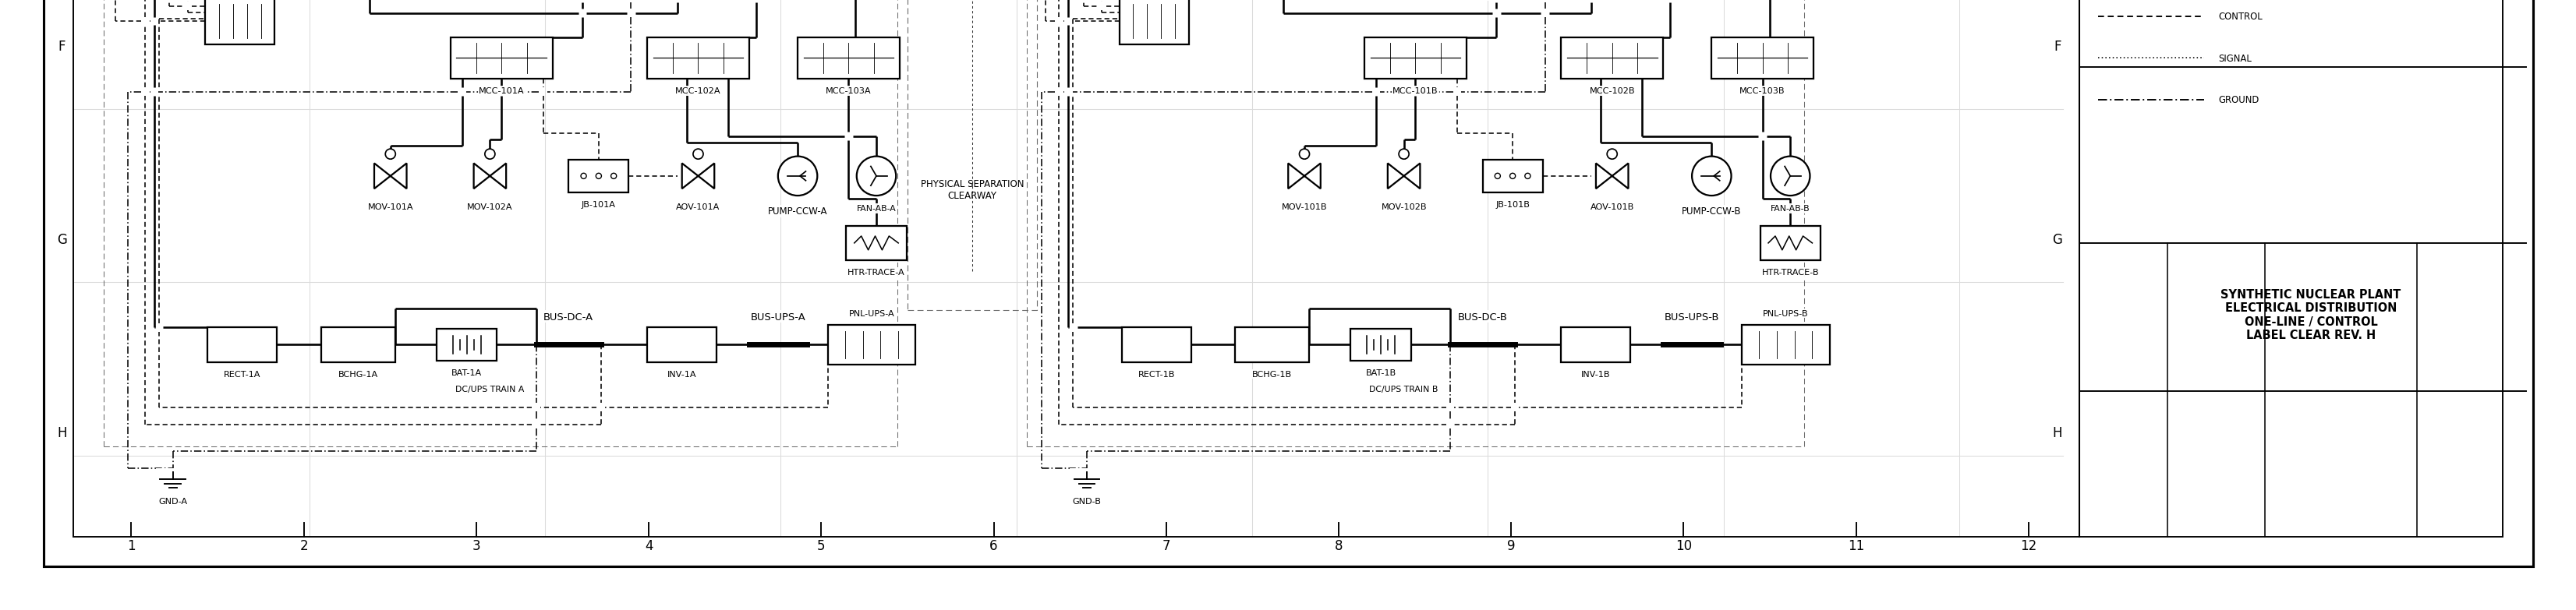 CONTROL
F
F
SIGNAL
MCC-101A
MCC-102A
MCC-103A
MCC-101B
MCC-102B
MCC-103B
GROUND
PHYSICAL SEPARATION
CLEARWAY
MOV-101A
MOV-102A
JB-101A
AOV-101A
PUMP-CCW-A
FAN-AB-A
MOV-101B
MOV-102B
JB-101B
AOV-101B
PUMP-CCW-B
FAN-AB-B
G
G
HTR-TRACE-A
HTR-TRACE-B
SYNTHETIC NUCLEAR PLANT
ELECTRICAL DISTRIBUTION
ONE-LINE / CONTROL
LABEL CLEAR REV. H
BUS-DC-A
BUS-UPS-A
PNL-UPS-A
BUS-DC-B
BUS-UPS-B
PNL-UPS-B
RECT-1A
BCHG-1A
BAT-1A
INV-1A
RECT-1B
BCHG-1B
BAT-1B
INV-1B
DC/UPS TRAIN A
DC/UPS TRAIN B
H
H
GND-A
GND-B
1 2 3 4 5 6 7 8 9 10 11 12